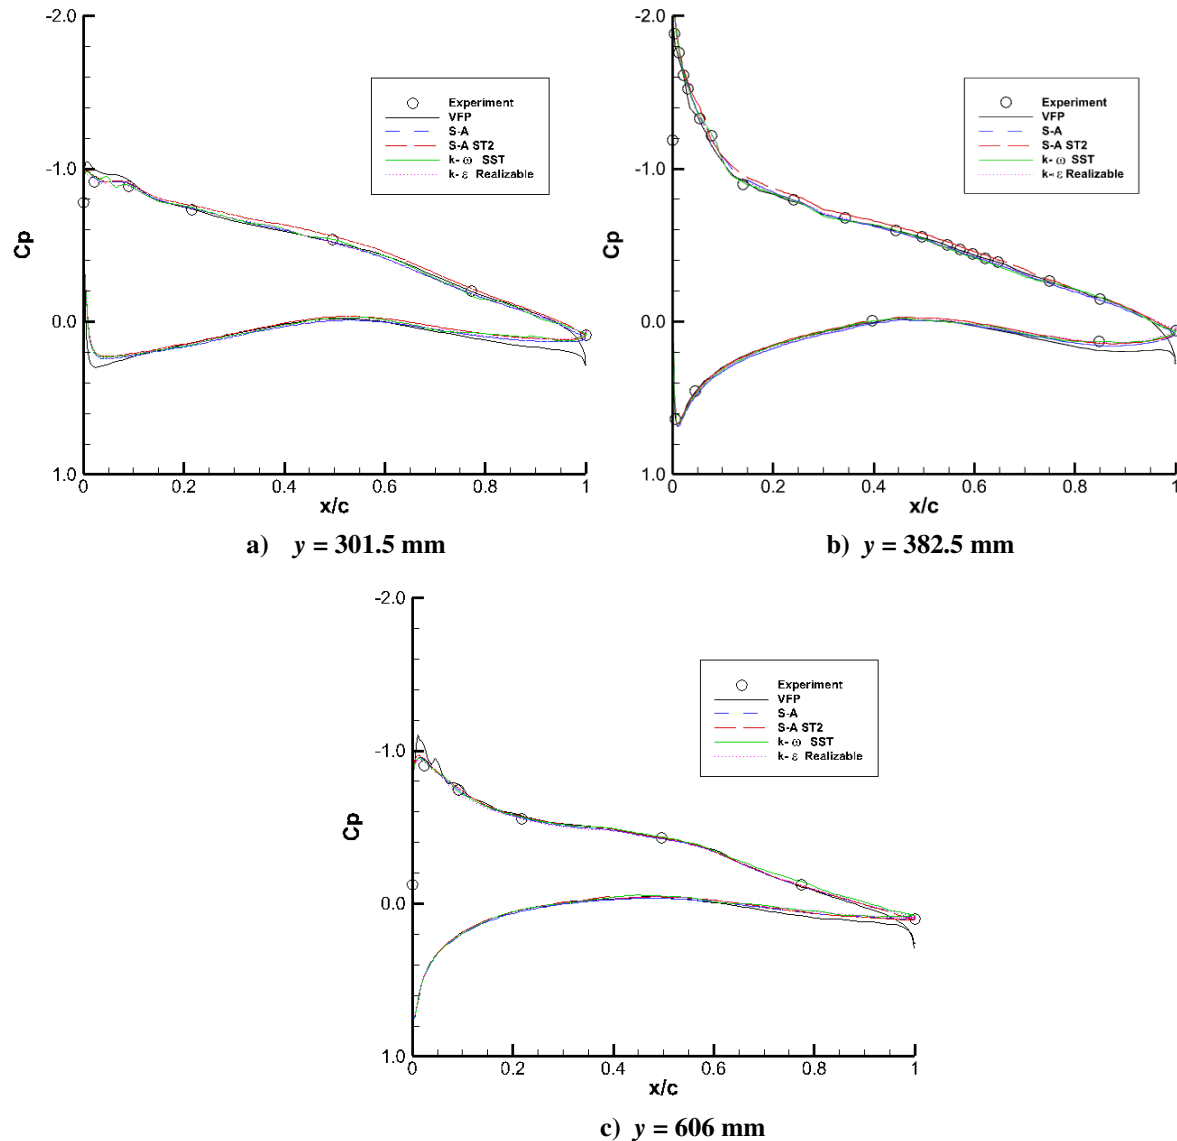 -2.0
-1.0
0.0
1.0
Cp
0
0.2
0.4
0.6
0.8
1
x/c
Experiment
VFP
S-A
S-A ST2
k- ω SST
k- ε Realizable
a) y = 301.5 mm
-2.0
-1.0
0.0
1.0
Cp
0
0.2
0.4
0.6
0.8
1
x/c
Experiment
VFP
S-A
S-A ST2
k- ω SST
k- ε Realizable
b) y = 382.5 mm
-2.0
-1.0
0.0
1.0
Cp
0
0.2
0.4
0.6
0.8
1
x/c
Experiment
VFP
S-A
S-A ST2
k- ω SST
k- ε Realizable
c) y = 606 mm